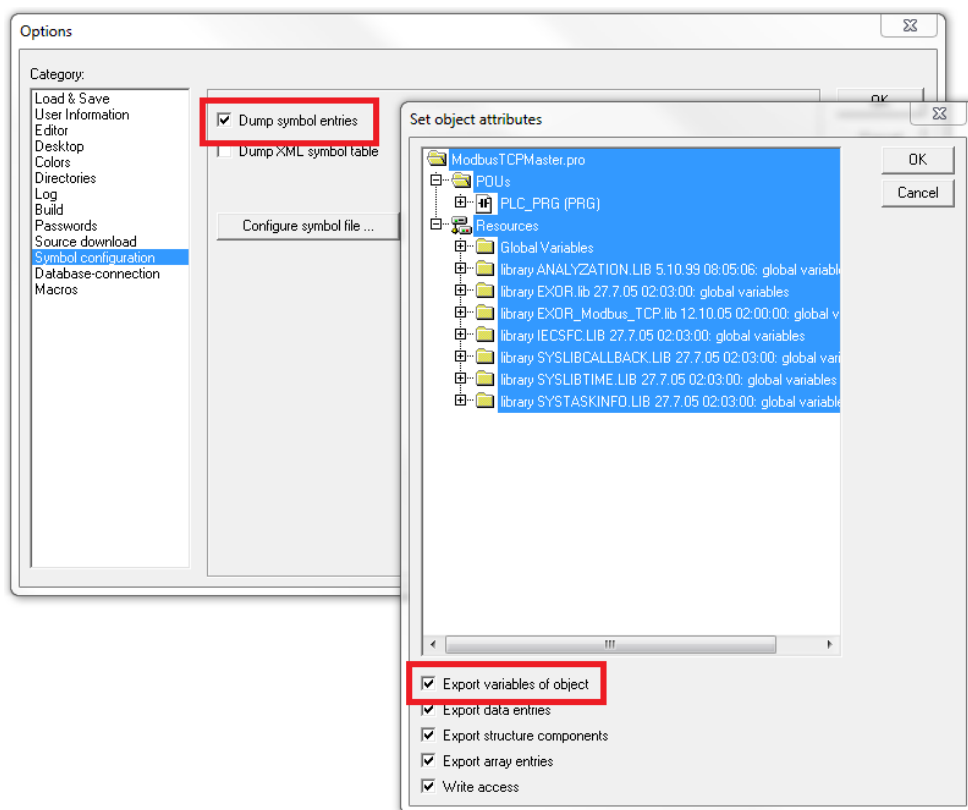 Options
Category:
Load & Save
User Information
Editor
Desktop
Colors
Directories
Log
Build
Passwords
Source download
Symbol configuration
Database-connection
Macros
Dump symbol entries
Dump XML symbol table
Configure symbol file ...
OK
Set object attributes
ModbusTCPMaster.pro
POUs
PLC_PRG (PRG)
Resources
Global Variables
library ANALYZATION.LIB 5.10.99 08:05:06: global variabl
library EXOR.lib 27.7.05 02:03:00: global variables
library EXOR_Modbus_TCP.lib 12.10.05 02:00:00: global v
library IECSFC.LIB 27.7.05 02:03:00: global variables
library SYSLIBCALLBACK.LIB 27.7.05 02:03:00: global vari
library SYSLIBTIME.LIB 27.7.05 02:03:00: global variables
library SYSTASKINFO.LIB 27.7.05 02:03:00: global variable
OK
Cancel
Export variables of object
Export data entries
Export structure components
Export array entries
Write access